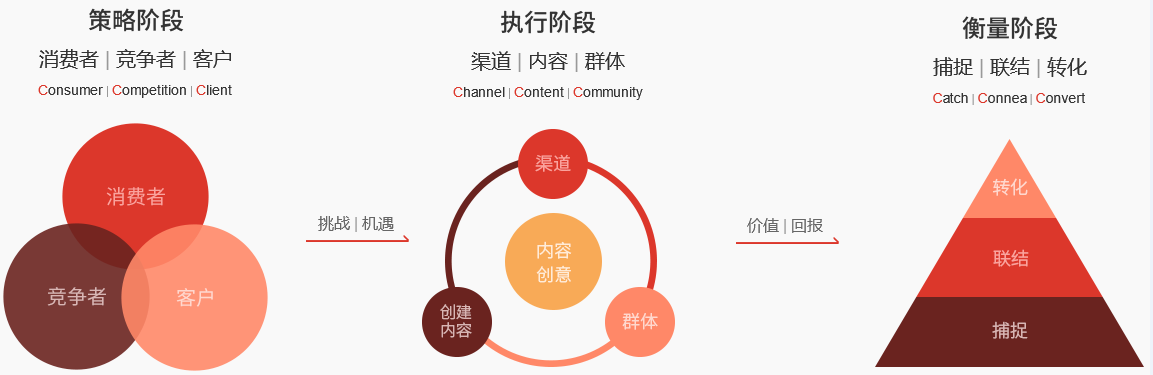 策略阶段
消费者 | 竞争者 | 客户
Consumer | Competition | Client
消费者
竞争者
客户
挑战 | 机遇
执行阶段
渠道 | 内容 | 群体
Channel | Content | Community
渠道
内容
创意
创建
内容
群体
价值 | 回报
衡量阶段
捕捉 | 联结 | 转化
Catch | Connea | Convert
转化
联结
捕捉